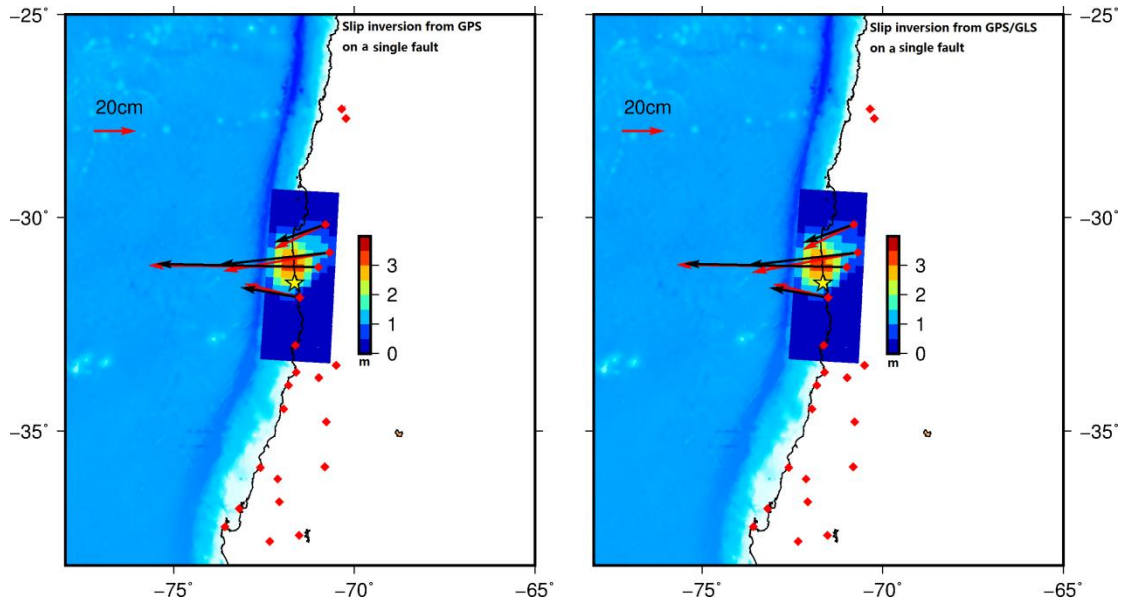 −25˚
Slip inversion from GPS
on a single fault
20cm
−30˚
3
2
1
0
m
−35˚
−75˚
−70˚
−65˚
Slip inversion from GPS/GLS
on a single fault
−25˚
20cm
−30˚
3
2
1
0
m
−35˚
−75˚
−70˚
−65˚